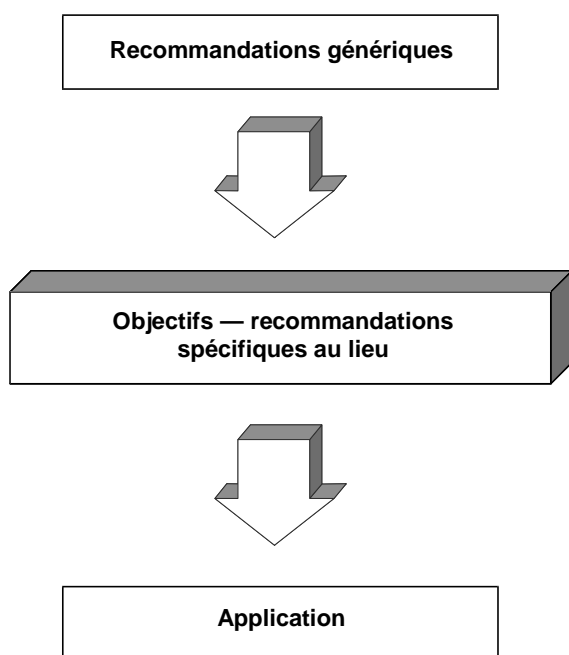 Recommandations génériques
Objectifs — recommandations
spécifiques au lieu
Application